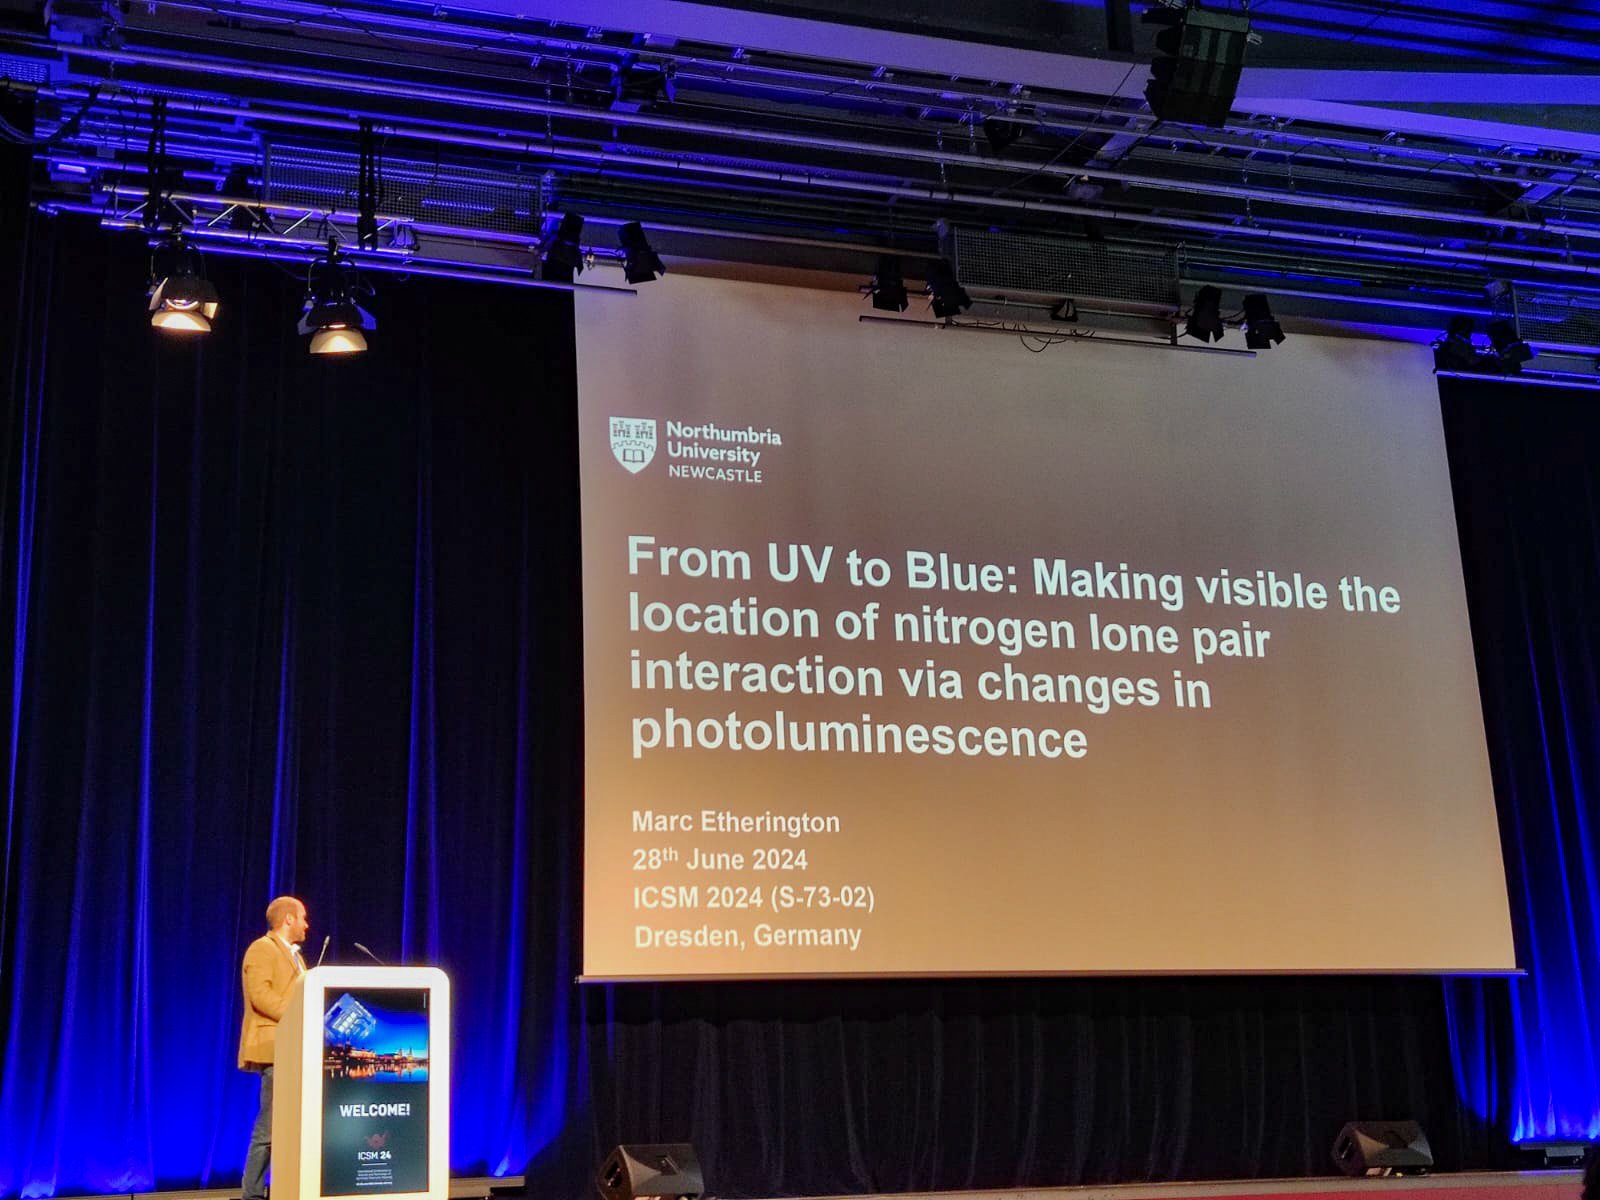 Northumbria
University
NEWCASTLE
From UV to Blue: Making visible the
location of nitrogen lone pair
interaction via changes in
photoluminescence
Marc Etherington
28th June 2024
ICSM 2024 (S-73-02)
Dresden, Germany
WELCOME!
ICSM 24